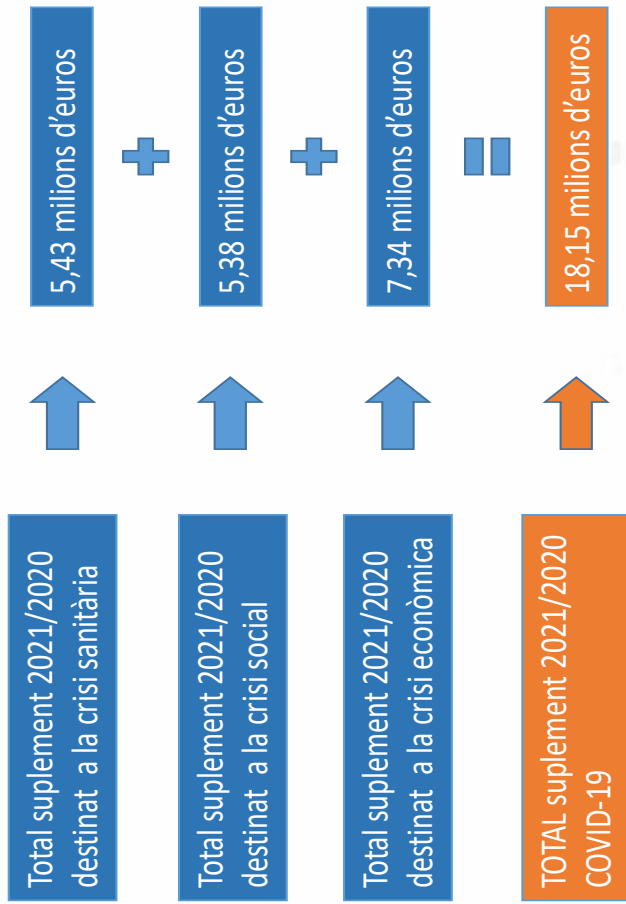 Total suplement 2021/2020
destinat a la crisi sanitària
5,43 milions d'euros
Total suplement 2021/2020
destinat a la crisi social
5,38 milions d'euros
Total suplement 2021/2020
destinat a la crisi econòmica
7,34 milions d'euros
TOTAL suplement 2021/2020
COVID-19
18,15 milions d'euros